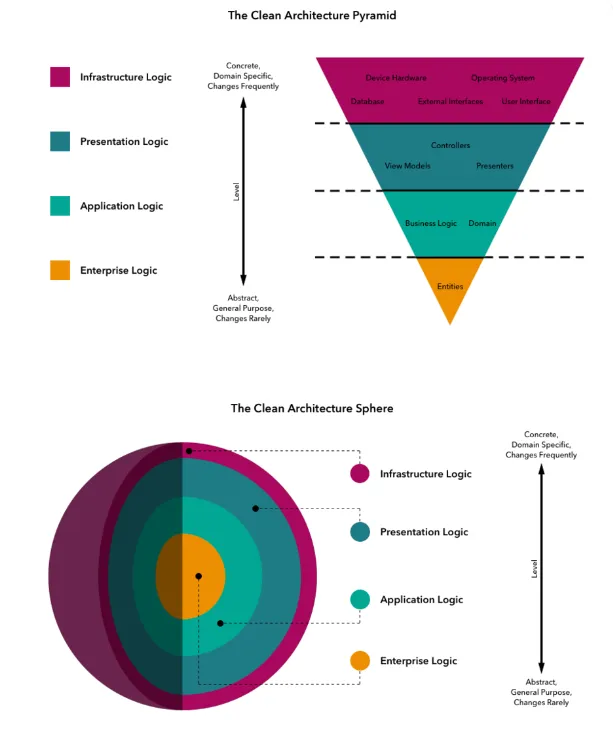 The Clean Architecture Pyramid
Infrastructure Logic
Presentation Logic
Application Logic
Enterprise Logic
Concrete,
Domain Specific,
Changes Frequently
Level
Abstract,
General Purpose,
Changes Rarely
Device Hardware Operating System
Database External Interfaces User Interface
Controllers
View Models Presenters
Business Logic Domain
Entities
The Clean Architecture Sphere
Infrastructure Logic
Presentation Logic
Application Logic
Enterprise Logic
Concrete,
Domain Specific,
Changes Frequently
Level
Abstract,
General Purpose,
Changes Rarely